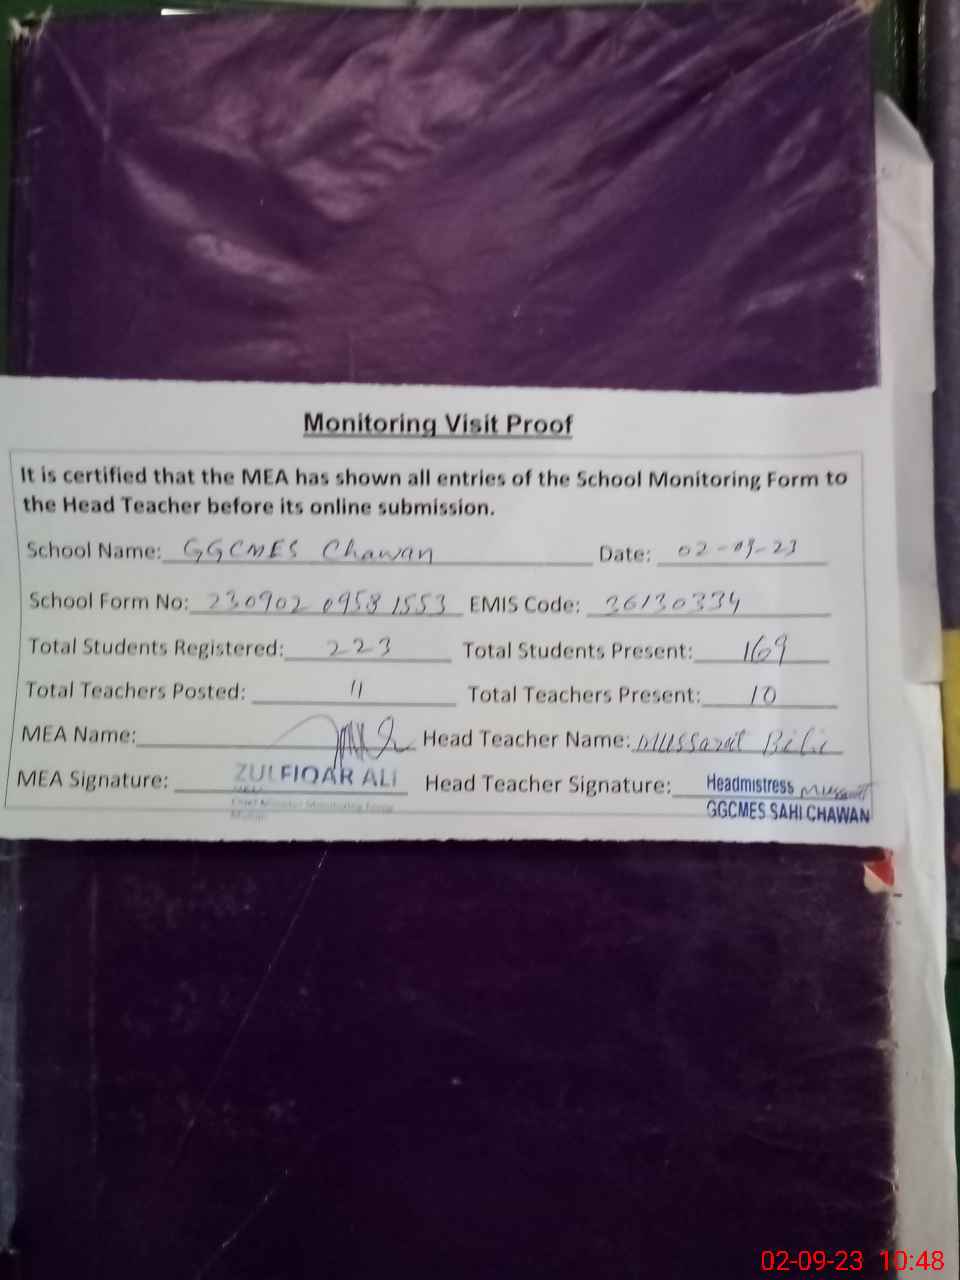 Monitoring Visit Proof
It is certified that the MEA has shown all entries of the School Monitoring Form to
the Head Teacher before its online submission.
School Name: GGCMES Chawan Date: 02-09-23
School Form No: 230902 0958 1553 EMIS Code: 36130334
Total Students Registered: 223 Total Students Present: 169
Total Teachers Posted: 11 Total Teachers Present: 10
MEA Name: Head Teacher Name: Mussarat Bibi
MEA Signature: ZULFIQAR ALI Head Teacher Signature: Headmistress
GGCMES SAHI CHAWAN
02-09-23 10:48